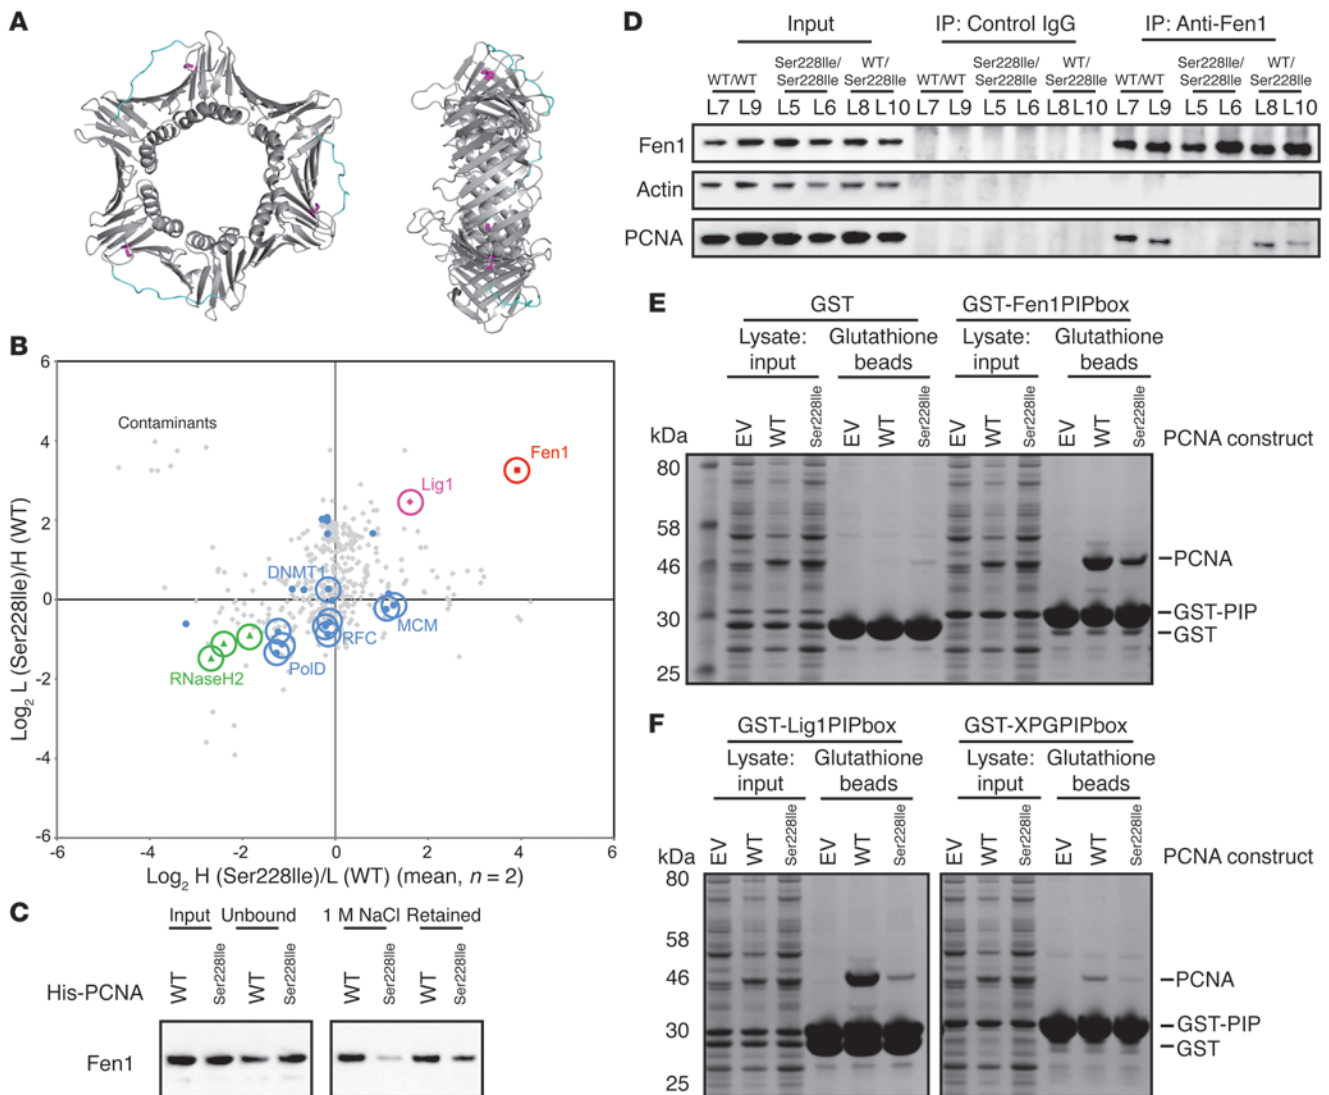 A
B
6
4
2
0
-2
-4
-6
-6
-4
-2
0
2
4
6
Log2 L (Ser228Ile)/H (WT)
Log2 H (Ser228Ile)/L (WT) (mean, n = 2)
Contaminants
Fen1
Lig1
DNMT1
MCM
RFC
PolD
RNaseH2
C
Input Unbound 1 M NaCl Retained
His-PCNA
WT Ser228Ile WT Ser228Ile WT Ser228Ile WT Ser228Ile
Fen1
D
Input IP: Control IgG IP: Anti-Fen1
WT/WT Ser228Ile/Ser228Ile WT/Ser228Ile WT/WT Ser228Ile/Ser228Ile WT/Ser228Ile WT/WT Ser228Ile/Ser228Ile WT/Ser228Ile
L7 L9 L5 L6 L8 L10 L7 L9 L5 L6 L8 L10 L7 L9 L5 L6 L8 L10
Fen1
Actin
PCNA
E
GST GST-Fen1PIPbox
Lysate: input Glutathione beads Lysate: input Glutathione beads
kDa EV WT Ser228Ile EV WT Ser228Ile EV WT Ser228Ile EV WT Ser228Ile PCNA construct
80
58
46
30
25
PCNA
GST-PIP
GST
F
GST-Lig1PIPbox GST-XPGPIPbox
Lysate: input Glutathione beads Lysate: input Glutathione beads
kDa EV WT Ser228Ile EV WT Ser228Ile EV WT Ser228Ile EV WT Ser228Ile PCNA construct
80
58
46
30
25
PCNA
GST-PIP
GST